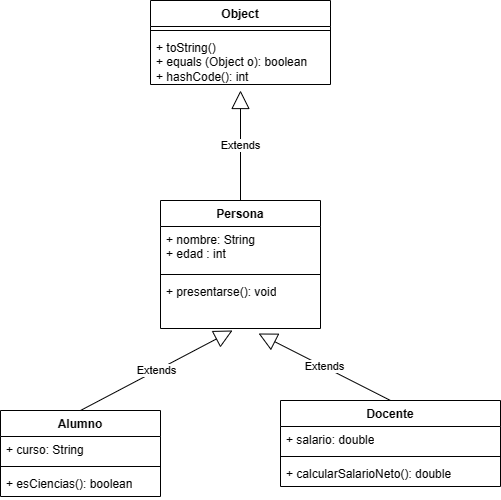 Object
+ toString()
+ equals (Object o): boolean
+ hashCode(): int
Extends
Persona
+ nombre: String
+ edad : int
+ presentarse(): void
Extends
Extends
Alumno
+ curso: String
+ esCiencias(): boolean
Docente
+ salario: double
+ calcularSalarioNeto(): double